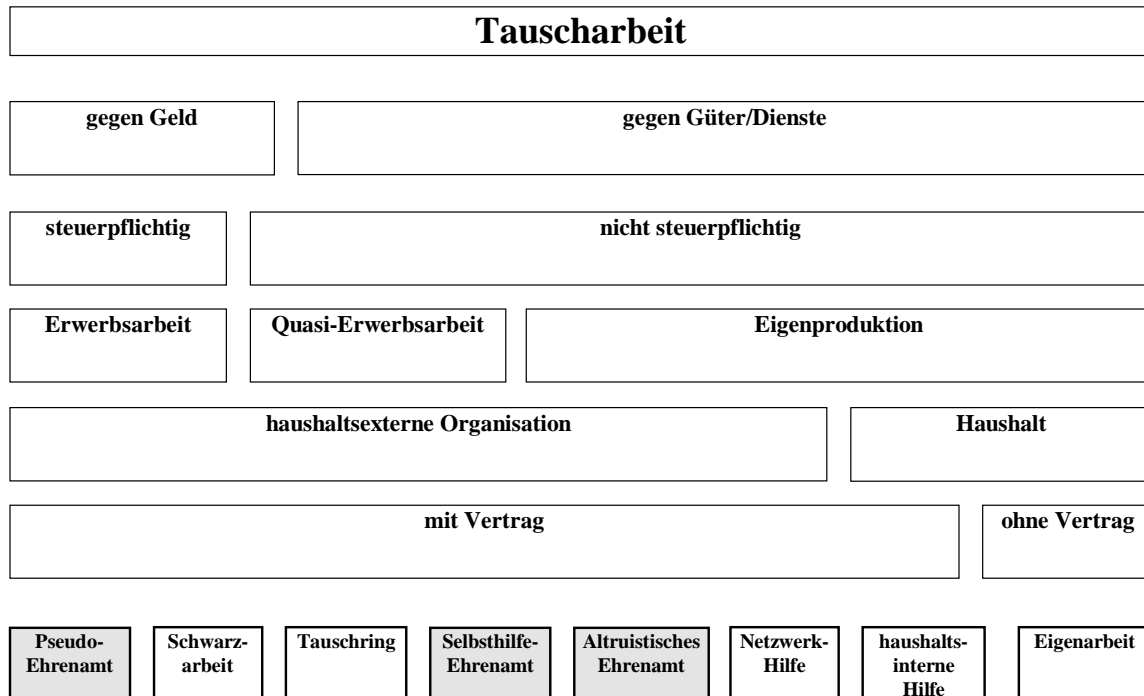 Tauscharbeit
gegen Geld
gegen Güter/Dienste
steuerpflichtig
nicht steuerpflichtig
Erwerbsarbeit
Quasi-Erwerbsarbeit
Eigenproduktion
haushaltsexterne Organisation
Haushalt
mit Vertrag
ohne Vertrag
Pseudo-
Ehrenamt
Schwarz-
arbeit
Tauschring
Selbsthilfe-
Ehrenamt
Altruistisches
Ehrenamt
Netzwerk-
Hilfe
haushalts-
interne
Hilfe
Eigenarbeit